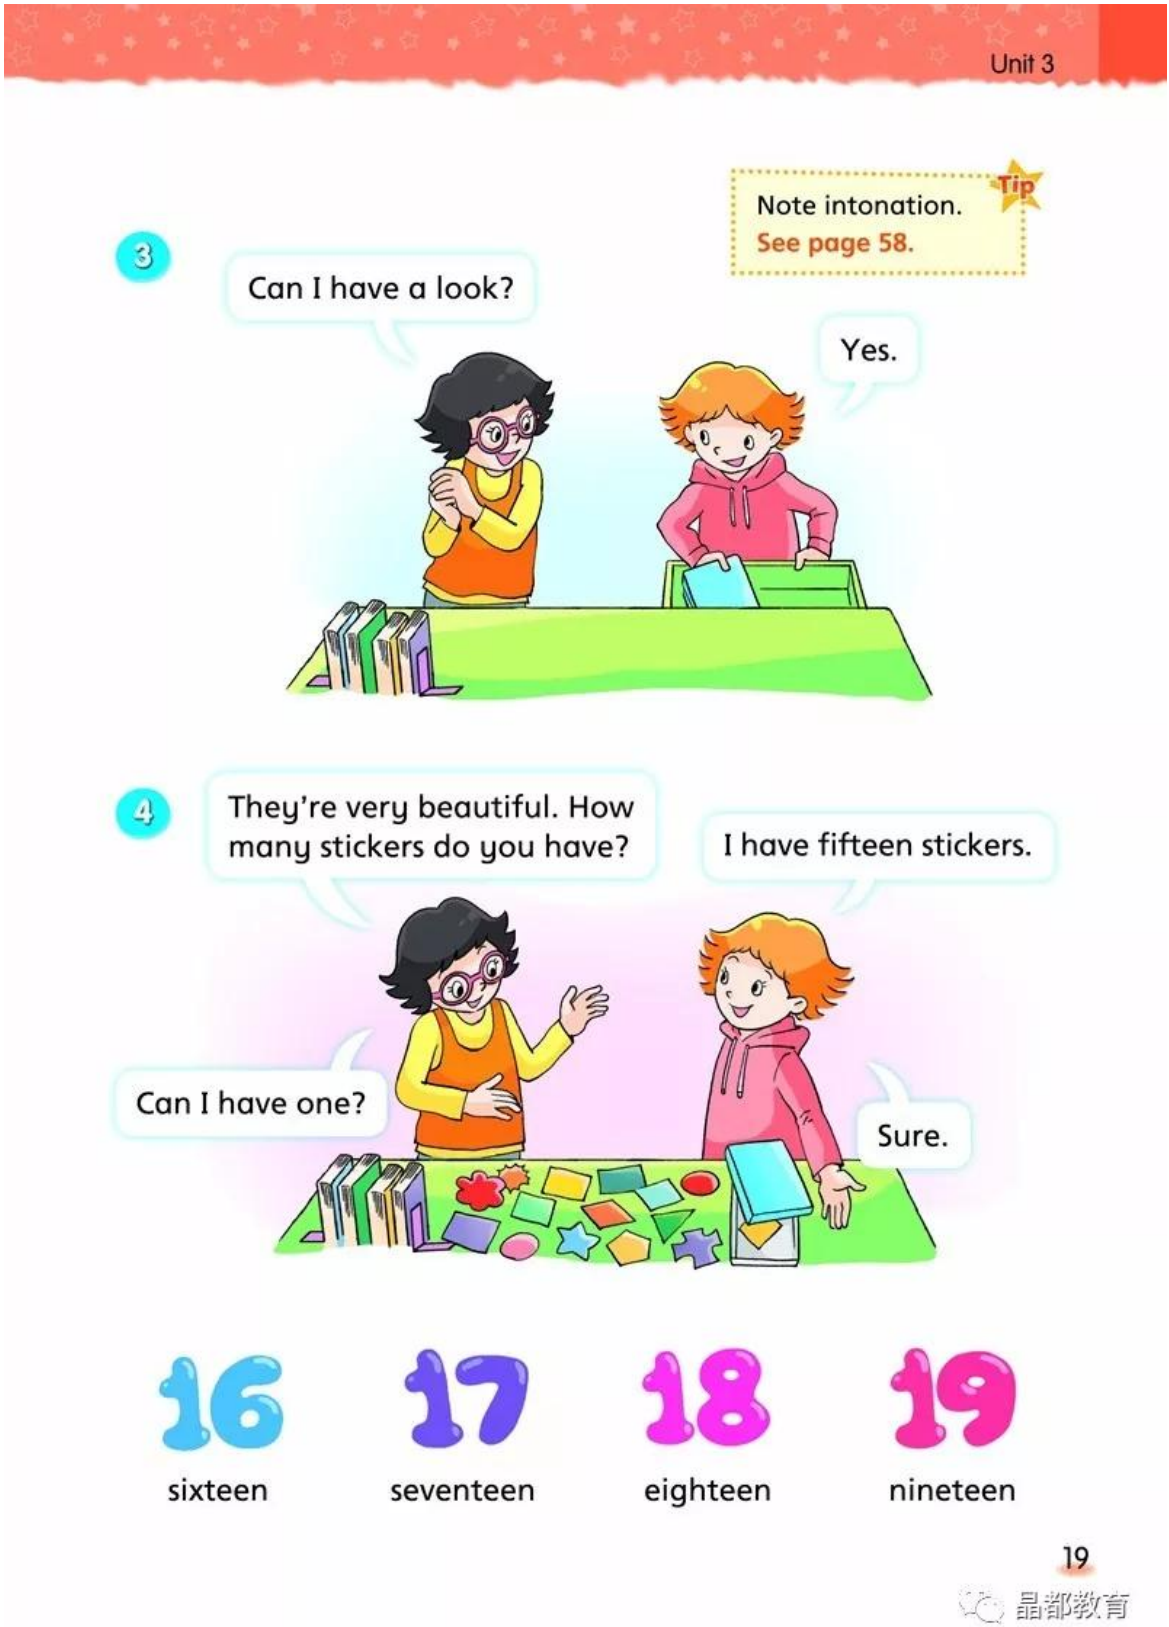 Unit 3
Tip
Note intonation.
See page 58.
3
Can I have a look?
Yes.
4
They're very beautiful. How
many stickers do you have?
I have fifteen stickers.
Can I have one?
Sure.
16
17
18
19
sixteen
seventeen
eighteen
nineteen
19
晶都教育